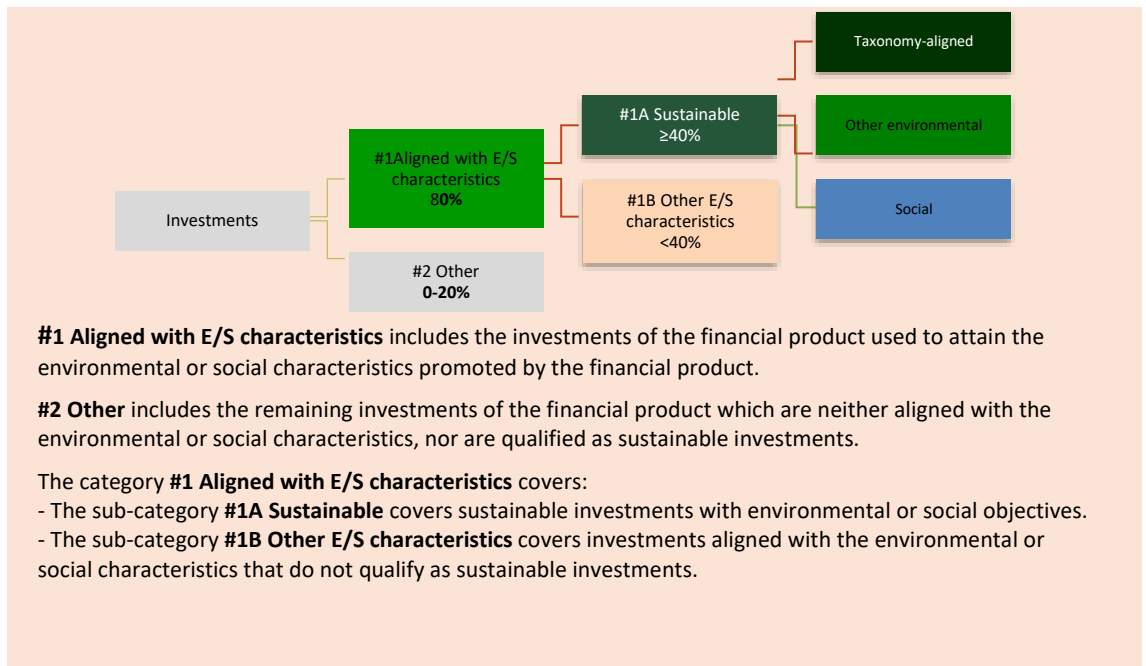 Taxonomy-aligned
#1A Sustainable
≥40%
Other environmental
#1Aligned with E/S
characteristics
80%
#1B Other E/S
characteristics
<40%
Social
Investments
#2 Other
0-20%
#1 Aligned with E/S characteristics includes the investments of the financial product used to attain the
environmental or social characteristics promoted by the financial product.
#2 Other includes the remaining investments of the financial product which are neither aligned with the
environmental or social characteristics, nor are qualified as sustainable investments.
The category #1 Aligned with E/S characteristics covers:
- The sub-category #1A Sustainable covers sustainable investments with environmental or social objectives.
- The sub-category #1B Other E/S characteristics covers investments aligned with the environmental or
social characteristics that do not qualify as sustainable investments.